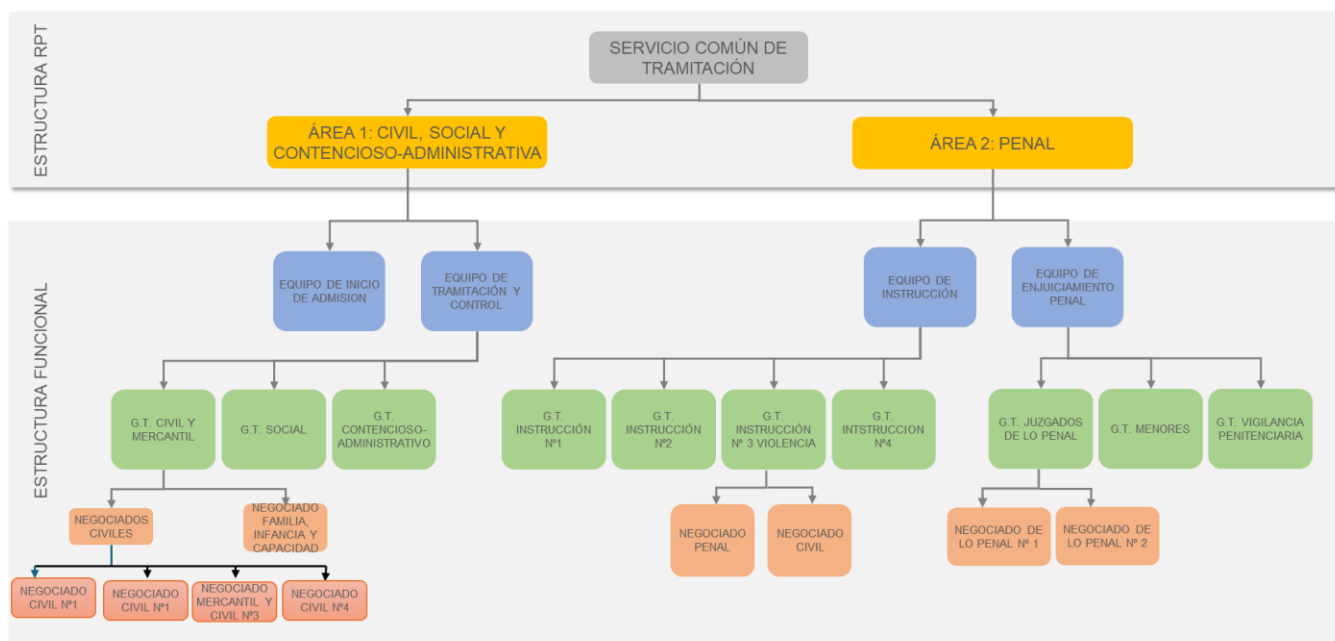 ESTRUCTURA RPT
SERVICIO COMÚN DE
TRAMITACIÓN
ÁREA 1: CIVIL, SOCIAL Y
CONTENCIOSO-ADMINISTRATIVA
ÁREA 2: PENAL
ESTRUCTURA FUNCIONAL
EQUIPO DE INICIO
DE ADMISION
EQUIPO DE
TRAMITACIÓN Y
CONTROL
EQUIPO DE
INSTRUCCIÓN
EQUIPO DE
ENJUICIAMIENTO
PENAL
G.T. CIVIL Y
MERCANTIL
G.T. SOCIAL
G.T.
CONTENCIOSO-
ADMINISTRATIVO
G.T.
INSTRUCCIÓN
Nº1
G.T.
INSTRUCCIÓN
Nº2
G.T.
INSTRUCCIÓN
Nº 3 VIOLENCIA
G.T.
INTSTRUCCION
Nº4
G.T. JUZGADOS
DE LO PENAL
G.T. MENORES
G.T. VIGILANCIA
PENITENCIARIA
NEGOCIADOS
CIVILES
NEGOCIADO
FAMILIA,
INFANCIA Y
CAPACIDAD
NEGOCIADO
PENAL
NEGOCIADO
CIVIL
NEGOCIADO DE
LO PENAL Nº 1
NEGOCIADO DE
LO PENAL Nº 2
NEGOCIADO
CIVIL Nº1
NEGOCIADO
CIVIL Nº1
NEGOCIADO
MERCANTIL Y
CIVIL Nº3
NEGOCIADO
CIVIL Nº4